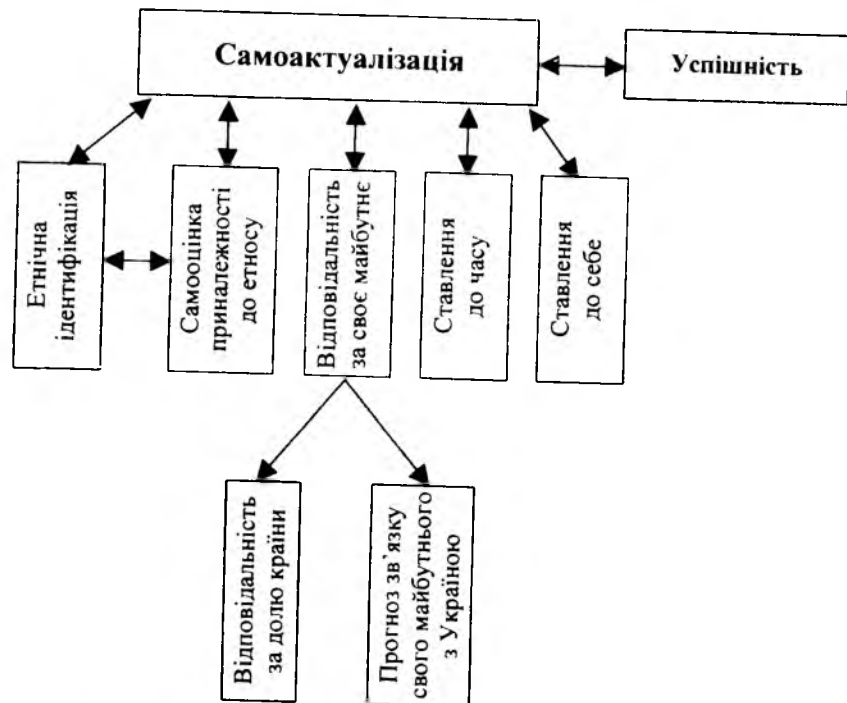 Самоактуалізація
Успішність
Етнічна
ідентифікація
Самооцінка
приналежності
до етносу
Відповідальність
за своє майбутнє
Ставлення
до часу
Ставлення
до себе
Відповідальність
за долю країни
Прогноз зв`язку
свого майбутнього
з Україною